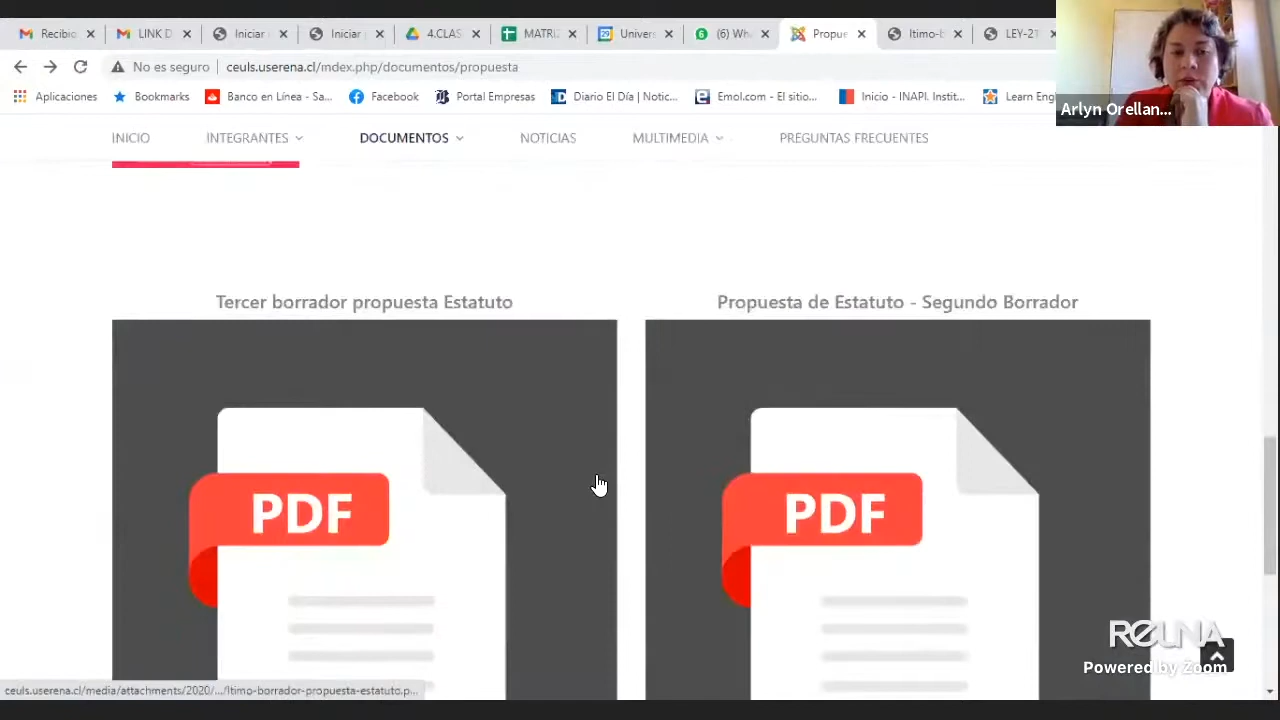 Recibio
LINK D
Iniciar
Iniciar
4.CLAS
MATRI
Univers
(6) Wh
Propue
ltimo-b
LEY-21
No es seguro
ceuls.userena.cl/index.php/documentos/propuesta
Aplicaciones
Bookmarks
Banco en Línea - Sa...
Facebook
Portal Empresas
Diario El Día | Notic...
Emol.com - El sitio...
Inicio - INAPI. Instit...
Learn Eng
Arlyn Orellan...
INICIO
INTEGRANTES
DOCUMENTOS
NOTICIAS
MULTIMEDIA
PREGUNTAS FRECUENTES
Tercer borrador propuesta Estatuto
Propuesta de Estatuto - Segundo Borrador
PDF
PDF
REUNA
Powered by Zoom
ceuls.userena.cl/media/attachments/2020/.../ltimo-borrador-propuesta-estatuto.p...